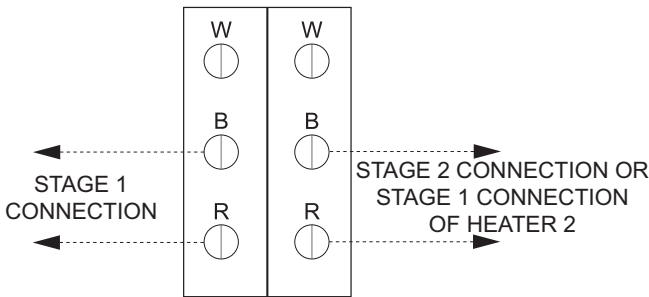 W W
B B
STAGE 1
CONNECTION
STAGE 2 CONNECTION OR
STAGE 1 CONNECTION
OF HEATER 2
R R